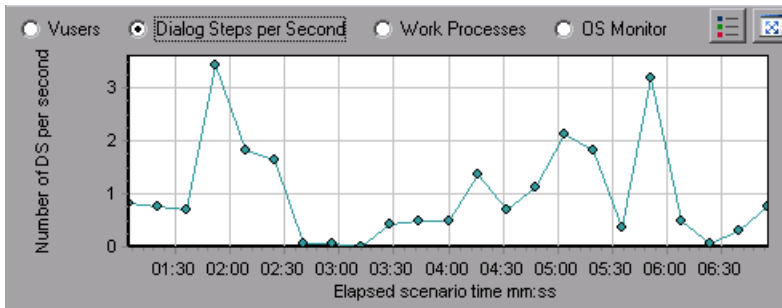 Vusers Dialog Steps per Second Work Processes OS Monitor
Number of DS per second
3
2
1
0
01:30 02:00 02:30 03:00 03:30 04:00 04:30 05:00 05:30 06:00 06:30
Elapsed scenario time mm:ss